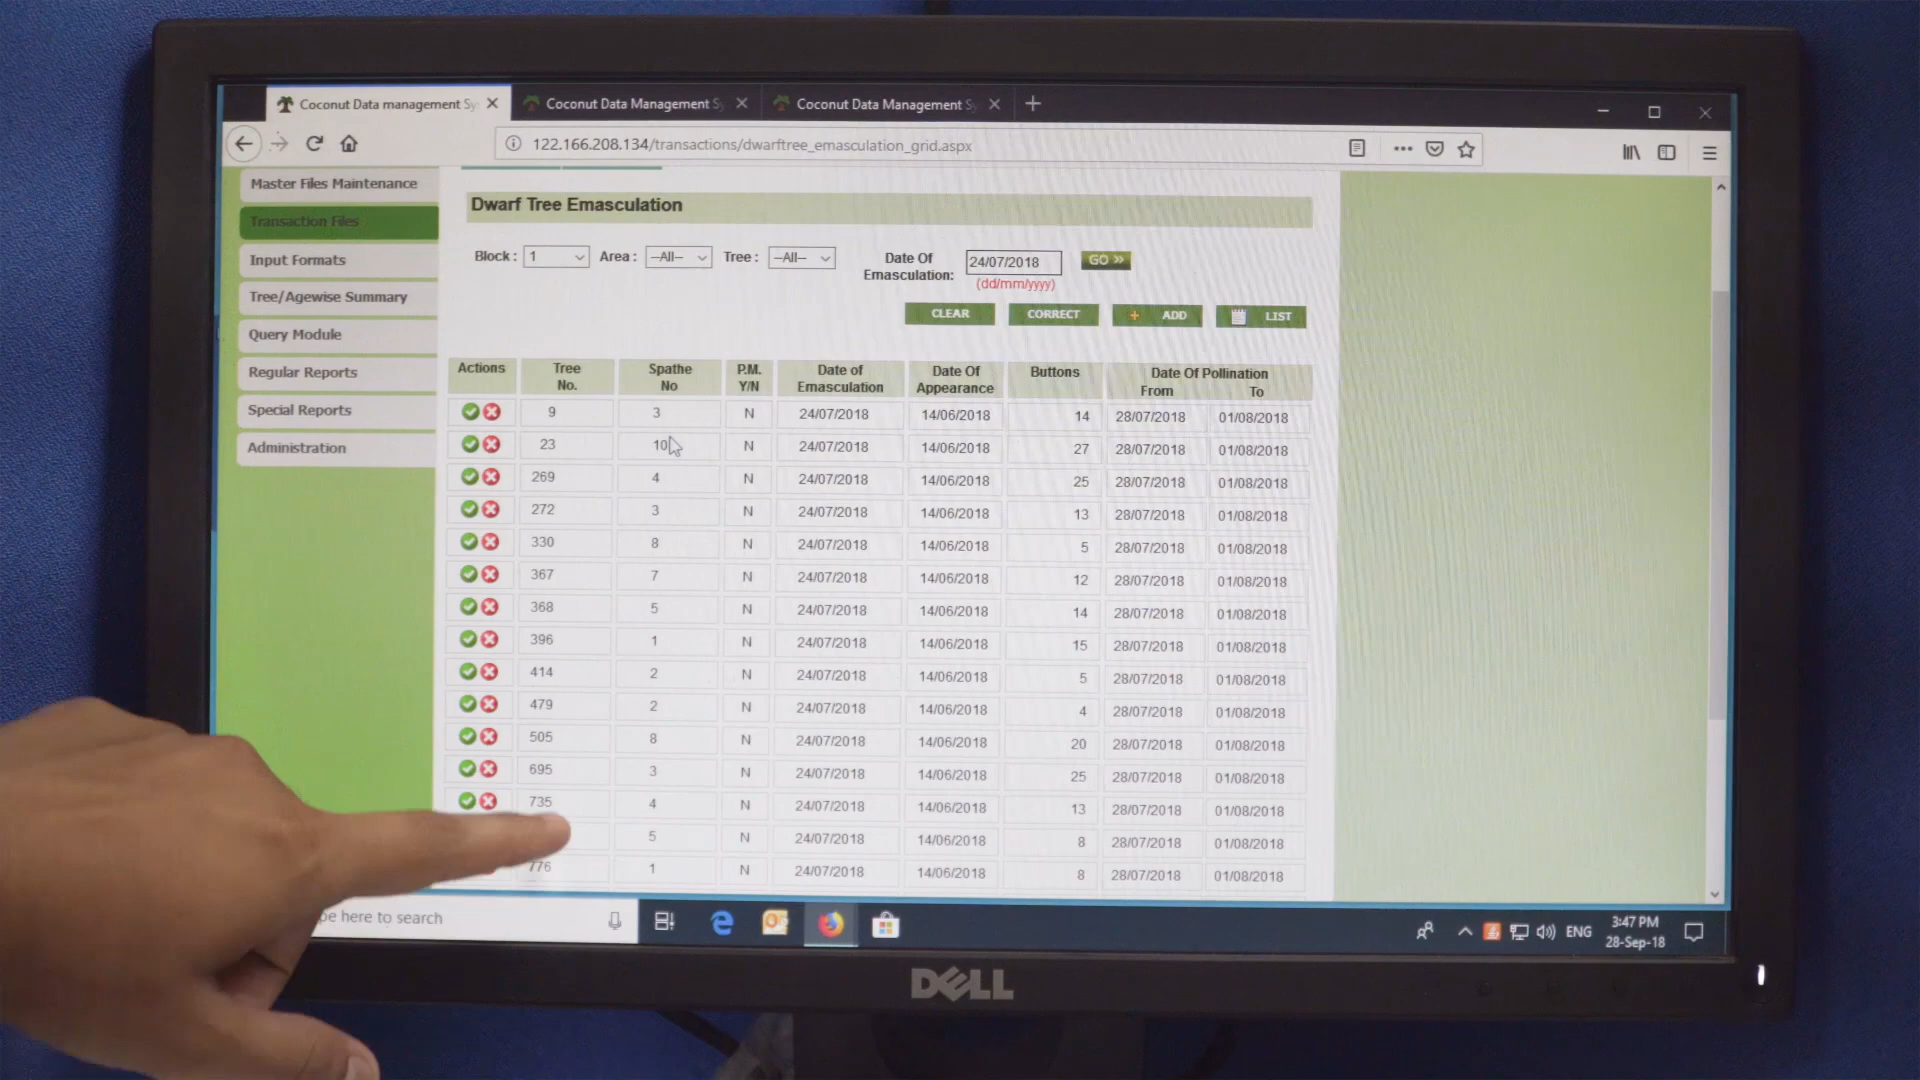 Coconut Data management Sy
Coconut Data Management S
Coconut Data Management S
122.166.208.134/transactions/dwarftree_emasculation_grid.aspx
Master Files Maintenance
Transaction Files
Input Formats
Tree/Agewise Summary
Query Module
Regular Reports
Special Reports
Administration
Dwarf Tree Emasculation
Block : 1 Area : --All-- Tree : --All-- Date Of Emasculation: 24/07/2018 GO »
(dd/mm/yyyy)
CLEAR CORRECT ADD LIST
Actions Tree No. Spathe No P.M. Y/N Date of Emasculation Date Of Appearance Buttons Date Of Pollination From To
9 3 N 24/07/2018 14/06/2018 14 28/07/2018 01/08/2018
23 10 N 24/07/2018 14/06/2018 27 28/07/2018 01/08/2018
269 4 N 24/07/2018 14/06/2018 25 28/07/2018 01/08/2018
272 3 N 24/07/2018 14/06/2018 13 28/07/2018 01/08/2018
330 8 N 24/07/2018 14/06/2018 5 28/07/2018 01/08/2018
367 7 N 24/07/2018 14/06/2018 12 28/07/2018 01/08/2018
368 5 N 24/07/2018 14/06/2018 14 28/07/2018 01/08/2018
396 1 N 24/07/2018 14/06/2018 15 28/07/2018 01/08/2018
414 2 N 24/07/2018 14/06/2018 5 28/07/2018 01/08/2018
479 2 N 24/07/2018 14/06/2018 4 28/07/2018 01/08/2018
505 8 N 24/07/2018 14/06/2018 20 28/07/2018 01/08/2018
695 3 N 24/07/2018 14/06/2018 25 28/07/2018 01/08/2018
735 4 N 24/07/2018 14/06/2018 13 28/07/2018 01/08/2018
5 N 24/07/2018 14/06/2018 8 28/07/2018 01/08/2018
776 1 N 24/07/2018 14/06/2018 8 28/07/2018 01/08/2018
pe here to search
ENG
3:47 PM
28-Sep-18
DELL